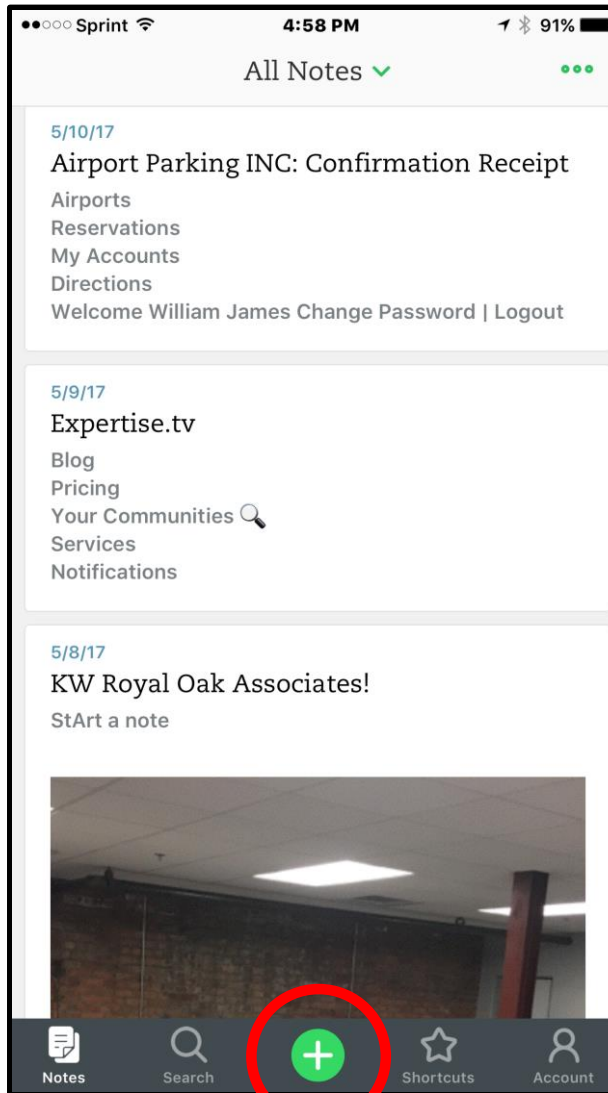 Sprint 4:58 PM 91%
All Notes
5/10/17
Airport Parking INC: Confirmation Receipt
Airports
Reservations
My Accounts
Directions
Welcome William James Change Password | Logout
5/9/17
Expertise.tv
Blog
Pricing
Your Communities 🔍
Services
Notifications
5/8/17
KW Royal Oak Associates!
StArt a note
Notes Search Shortcuts Account